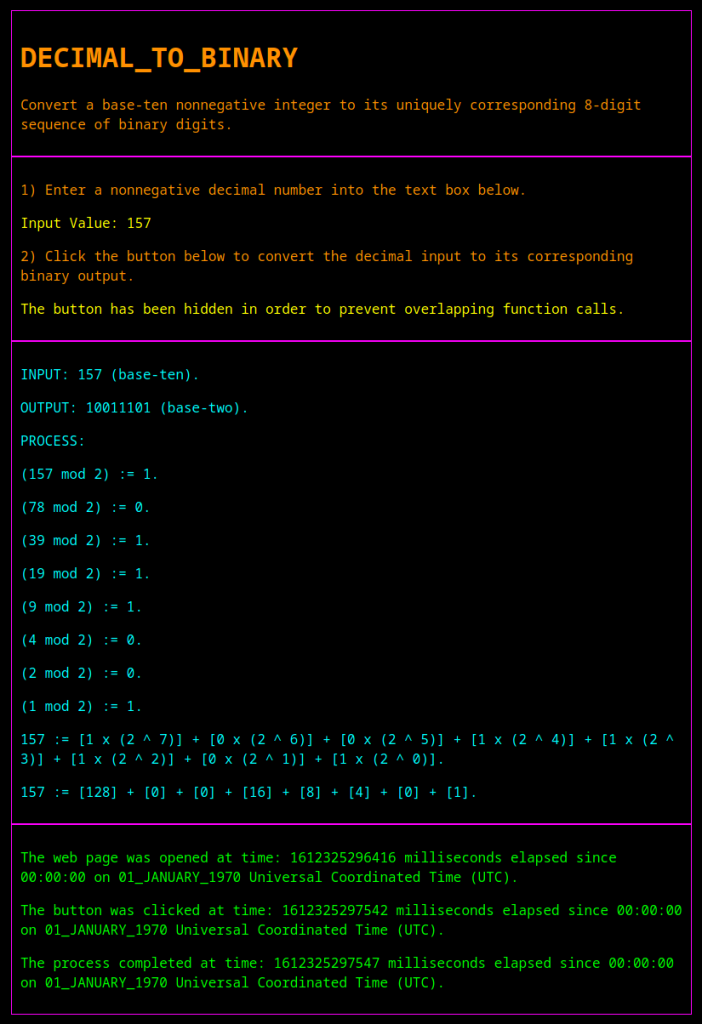 DECIMAL_TO_BINARY
Convert a base-ten nonnegative integer to its uniquely corresponding 8-digit
sequence of binary digits.
1) Enter a nonnegative decimal number into the text box below.
Input Value: 157
2) Click the button below to convert the decimal input to its corresponding
binary output.
The button has been hidden in order to prevent overlapping function calls.
INPUT: 157 (base-ten).
OUTPUT: 10011101 (base-two).
PROCESS:
(157 mod 2) := 1.
(78 mod 2) := 0.
(39 mod 2) := 1.
(19 mod 2) := 1.
(9 mod 2) := 1.
(4 mod 2) := 0.
(2 mod 2) := 0.
(1 mod 2) := 1.
157 := [1 x (2 ^ 7)] + [0 x (2 ^ 6)] + [0 x (2 ^ 5)] + [1 x (2 ^ 4)] + [1 x (2 ^
3)] + [1 x (2 ^ 2)] + [0 x (2 ^ 1)] + [1 x (2 ^ 0)].
157 := [128] + [0] + [0] + [16] + [8] + [4] + [0] + [1].
The web page was opened at time: 1612325296416 milliseconds elapsed since
00:00:00 on 01_JANUARY_1970 Universal Coordinated Time (UTC).
The button was clicked at time: 1612325297542 milliseconds elapsed since 00:00:00
on 01_JANUARY_1970 Universal Coordinated Time (UTC).
The process completed at time: 1612325297547 milliseconds elapsed since 00:00:00
on 01_JANUARY_1970 Universal Coordinated Time (UTC).